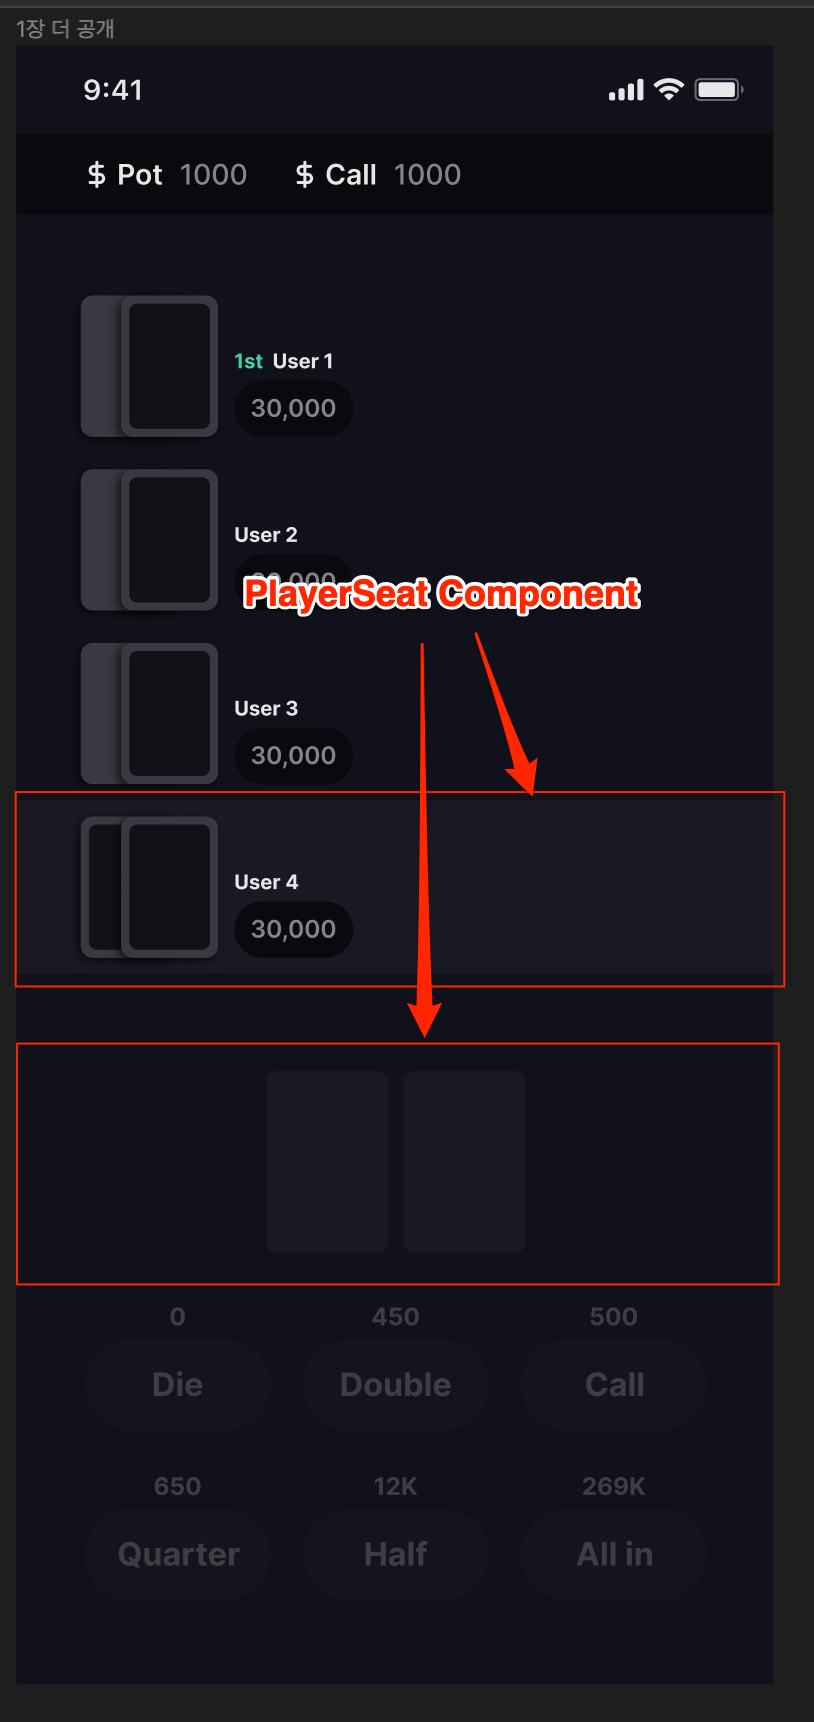 1장 더 공개
9:41
$ Pot 1000 $ Call 1000
1st User 1
30,000
User 2
PlayerSeat Component
User 3
30,000
User 4
30,000
0 450 500
Die Double Call
650 12K 269K
Quarter Half All in